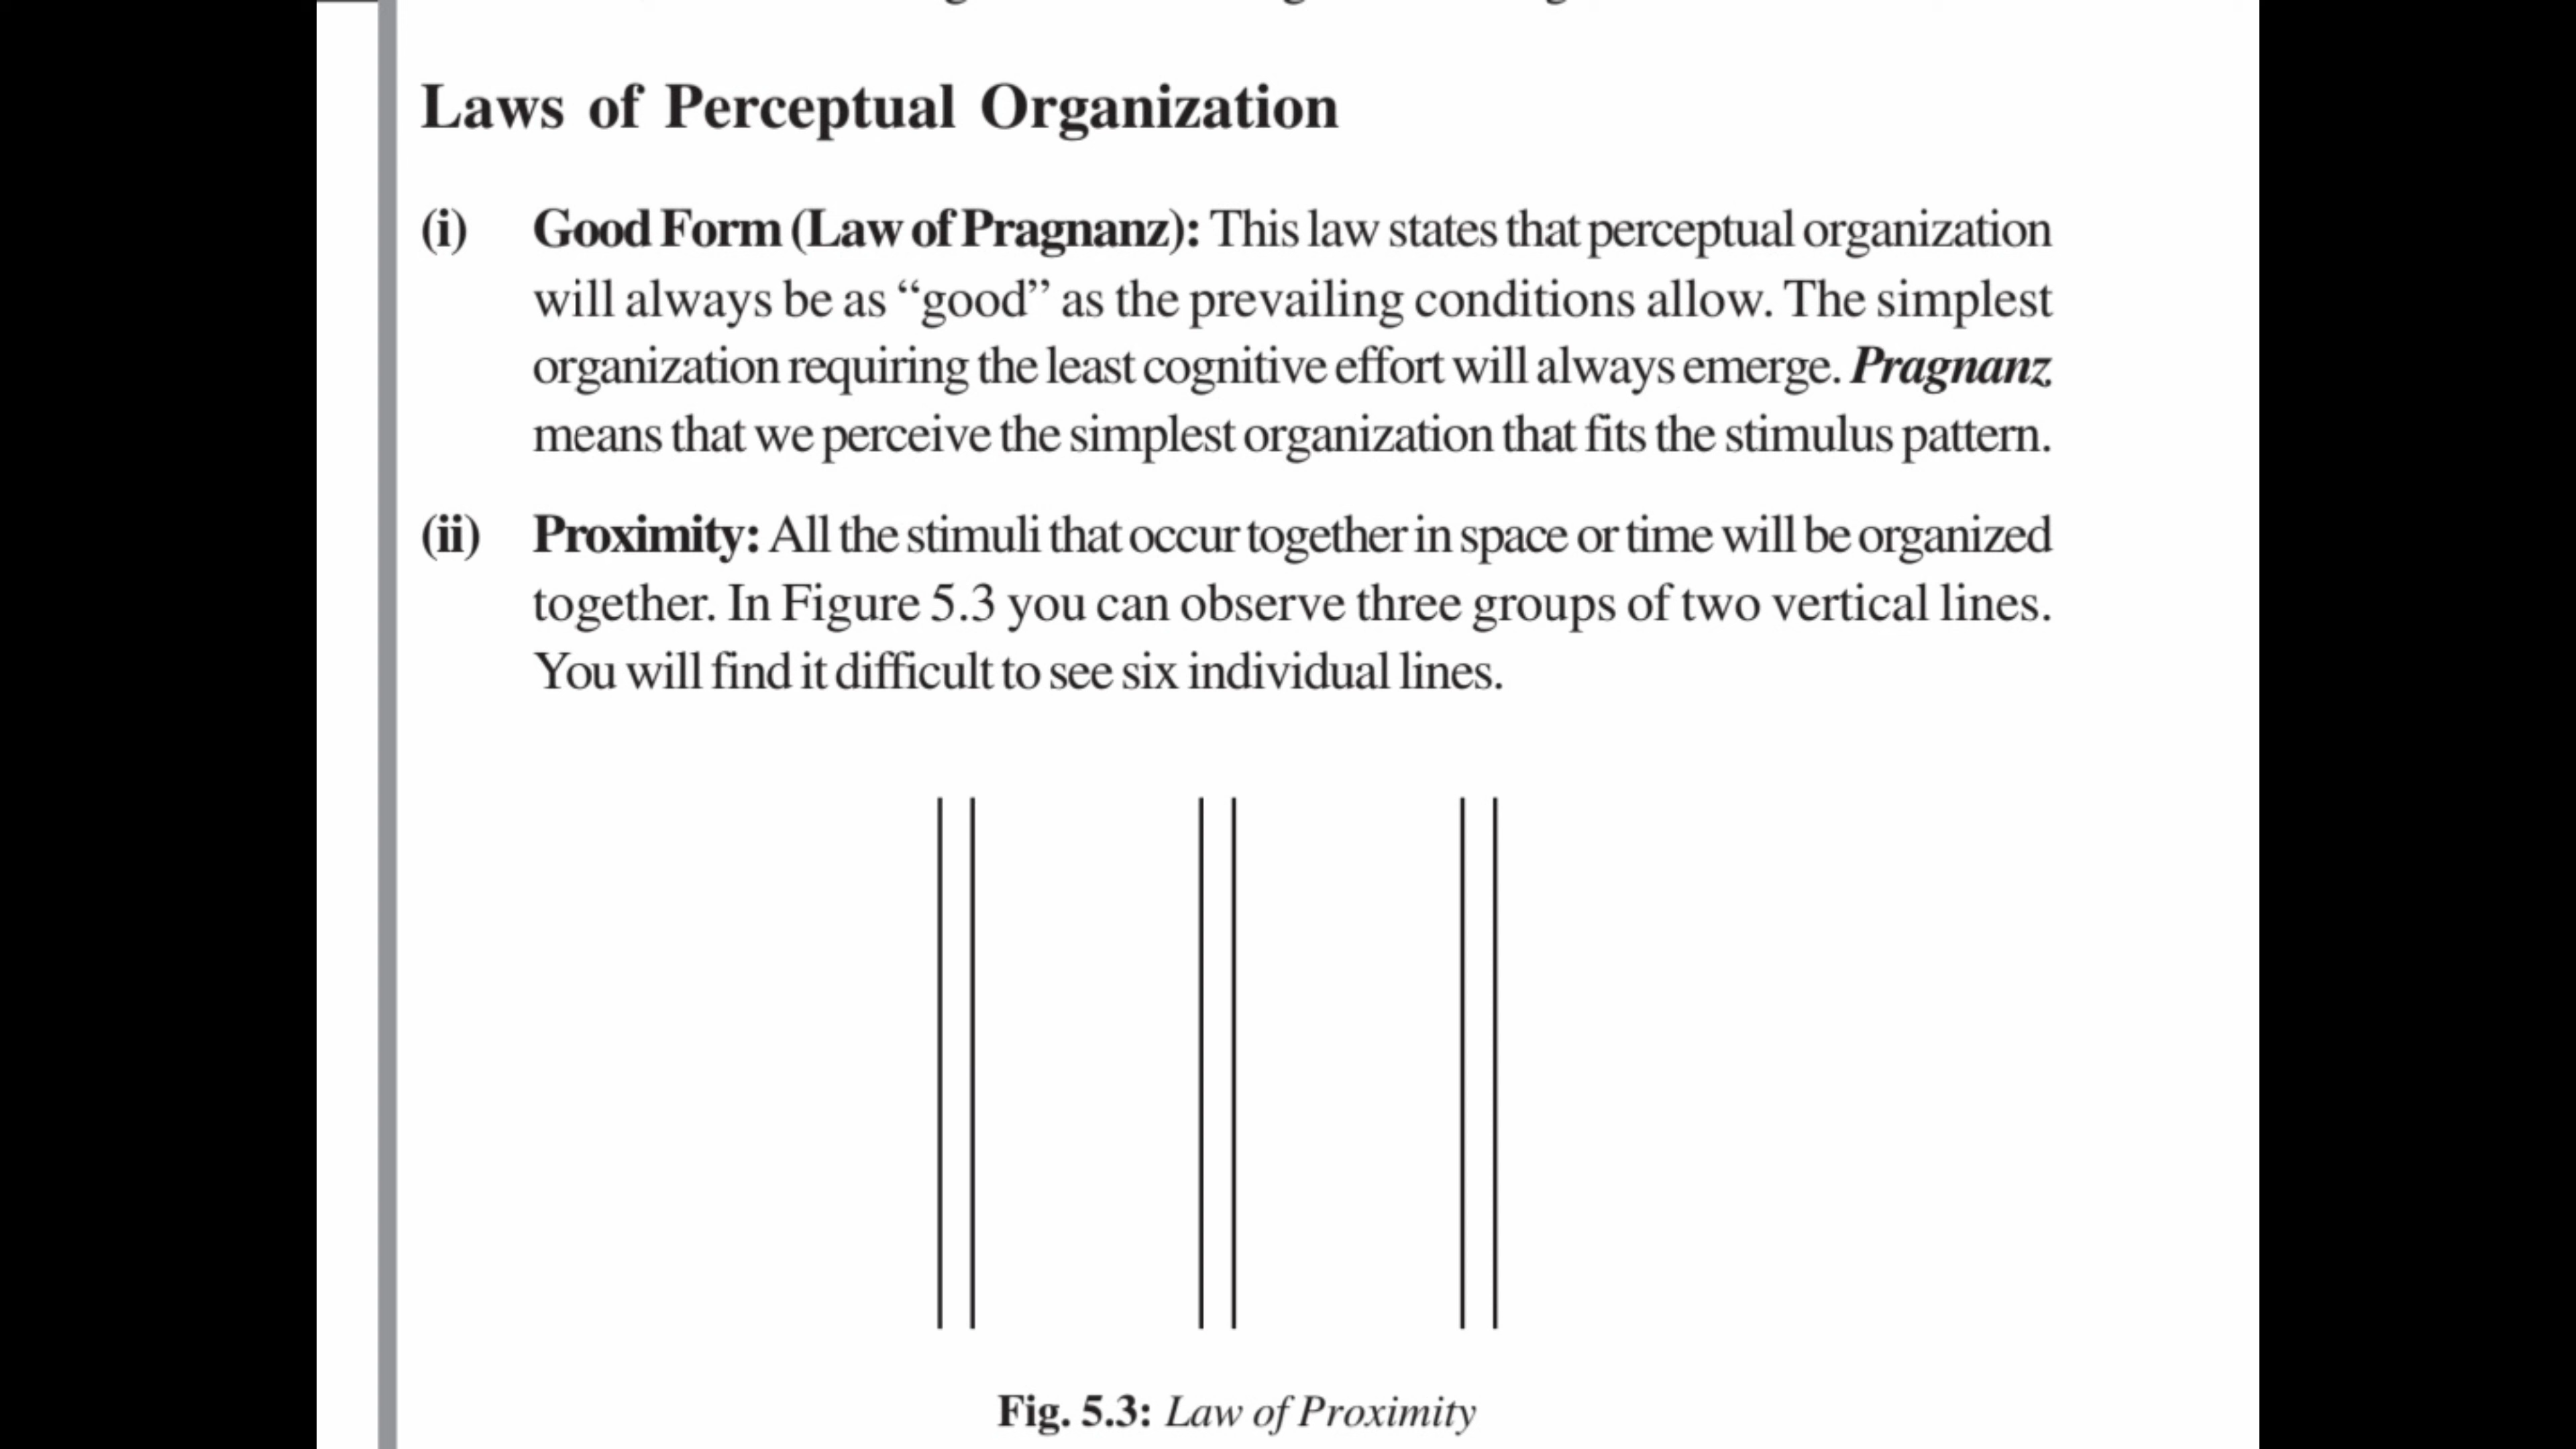 Laws of Perceptual Organization
(i) Good Form (Law of Pragnanz): This law states that perceptual organization
will always be as “good” as the prevailing conditions allow. The simplest
organization requiring the least cognitive effort will always emerge. Pragnanz
means that we perceive the simplest organization that fits the stimulus pattern.
(ii) Proximity: All the stimuli that occur together in space or time will be organized
together. In Figure 5.3 you can observe three groups of two vertical lines.
You will find it difficult to see six individual lines.
Fig. 5.3: Law of Proximity